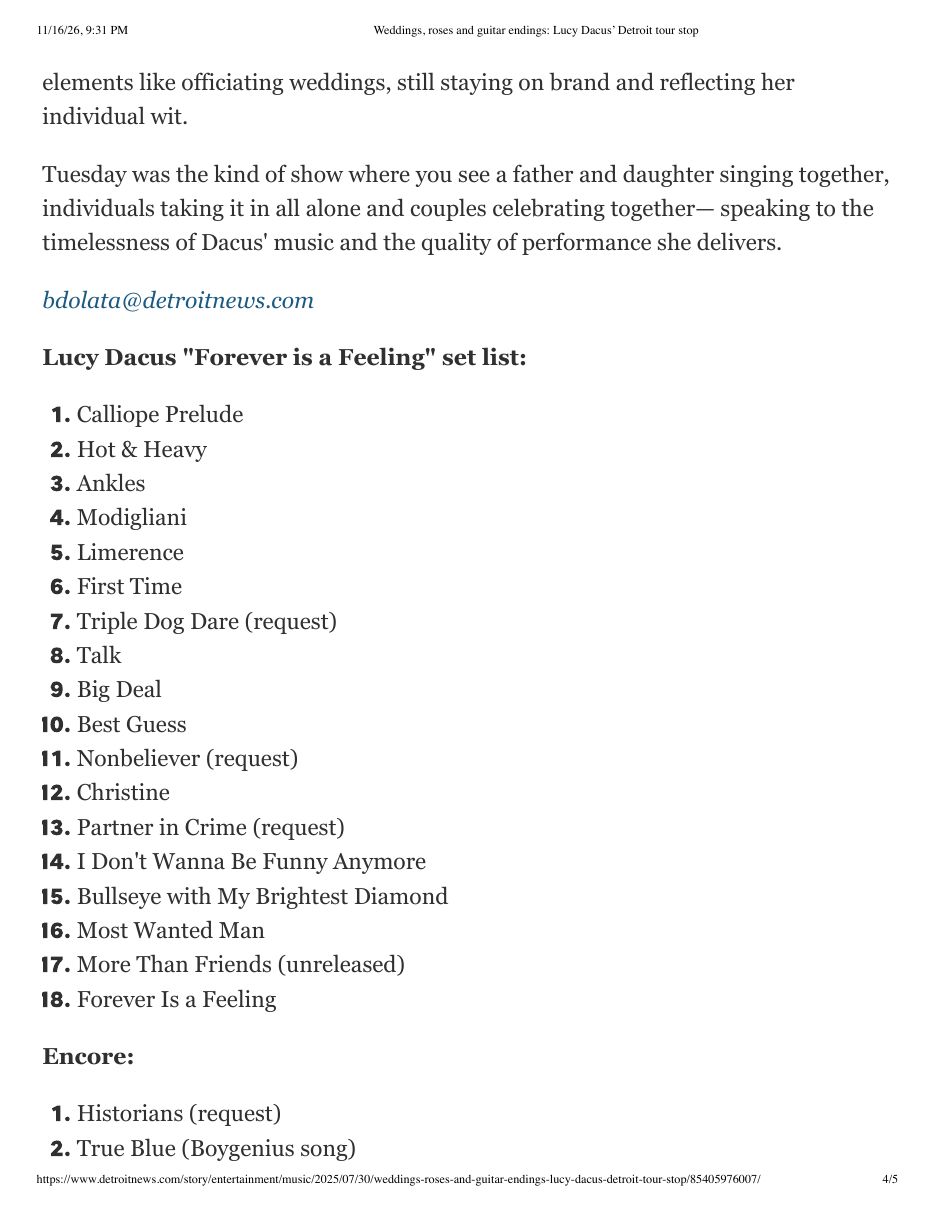 11/16/26, 9:31 PM Weddings, roses and guitar endings: Lucy Dacus’ Detroit tour stop
elements like officiating weddings, still staying on brand and reflecting her
individual wit.
Tuesday was the kind of show where you see a father and daughter singing together,
individuals taking it in all alone and couples celebrating together— speaking to the
timelessness of Dacus' music and the quality of performance she delivers.
bdolata@detroitnews.com
Lucy Dacus "Forever is a Feeling" set list:
1. Calliope Prelude
2. Hot & Heavy
3. Ankles
4. Modigliani
5. Limerence
6. First Time
7. Triple Dog Dare (request)
8. Talk
9. Big Deal
10. Best Guess
11. Nonbeliever (request)
12. Christine
13. Partner in Crime (request)
14. I Don't Wanna Be Funny Anymore
15. Bullseye with My Brightest Diamond
16. Most Wanted Man
17. More Than Friends (unreleased)
18. Forever Is a Feeling
Encore:
1. Historians (request)
2. True Blue (Boygenius song)
https://www.detroitnews.com/story/entertainment/music/2025/07/30/weddings-roses-and-guitar-endings-lucy-dacus-detroit-tour-stop/85405976007/ 4/5